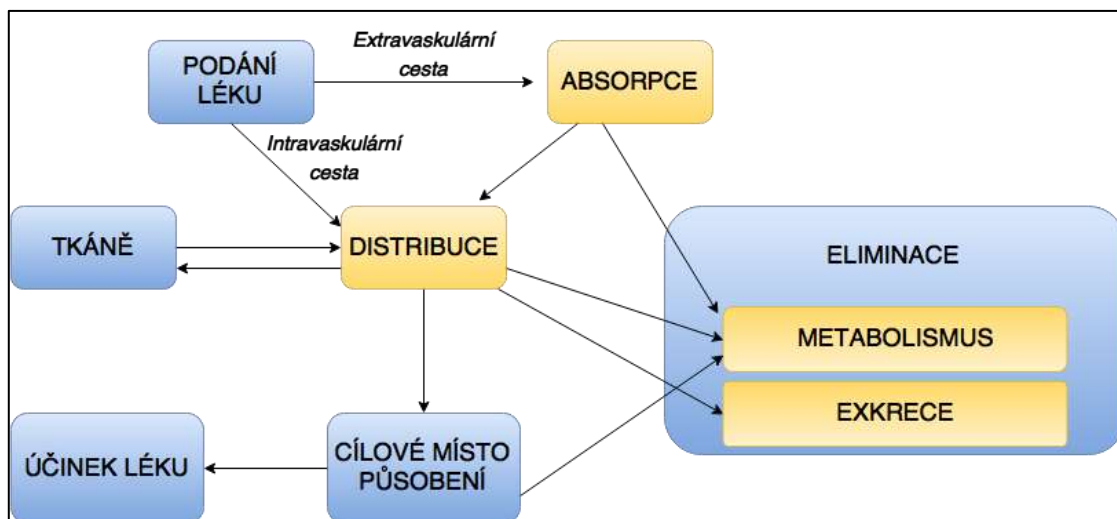 PODÁNÍ
LÉKU
Extravaskulární
cesta
ABSORPCE
Intravaskulární
cesta
TKÁNĚ
DISTRIBUCE
ELIMINACE
METABOLISMUS
EXKRECE
ÚČINEK LÉKU
CÍLOVÉ MÍSTO
PŮSOBENÍ